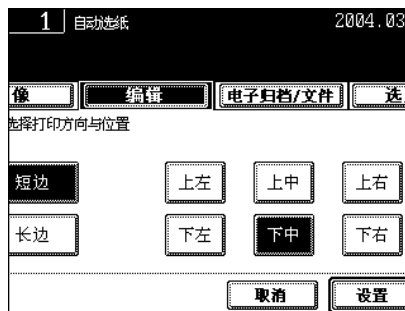 1 自动选纸 2004.03
像 编辑 电子归档/文件 选
选择打印方向与位置
短边 上左 上中 上右
长边 下左 下中 下右
取消 设置